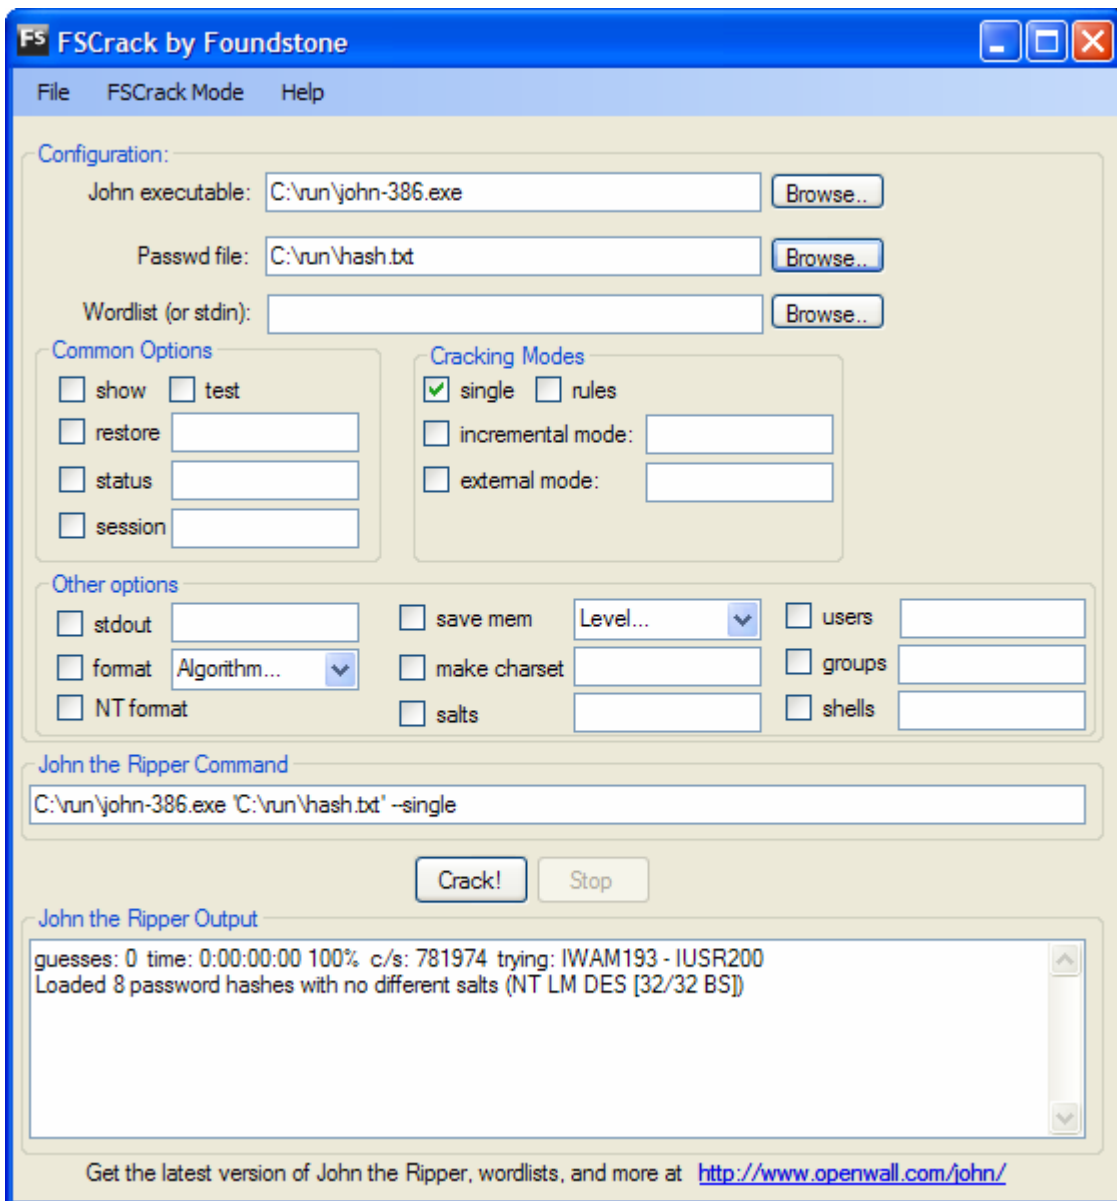 FS FSCrack by Foundstone
File FSCrack Mode Help
Configuration:
John executable: C:\run\john-386.exe Browse..
Passwd file: C:\run\hash.txt Browse..
Wordlist (or stdin): Browse..
Common Options
show test
restore
status
session
Cracking Modes
single rules
incremental mode:
external mode:
Other options
stdout save mem Level... users
format Algorithm... make charset groups
NT format salts shells
John the Ripper Command
C:\run\john-386.exe "C:\run\hash.txt" --single
Crack! Stop
John the Ripper Output
guesses: 0 time: 0:00:00:00 100% c/s: 781974 trying: IWAM193 - IUSR200
Loaded 8 password hashes with no different salts (NT LM DES [32/32 BS])
Get the latest version of John the Ripper, wordlists, and more at http://www.openwall.com/john/